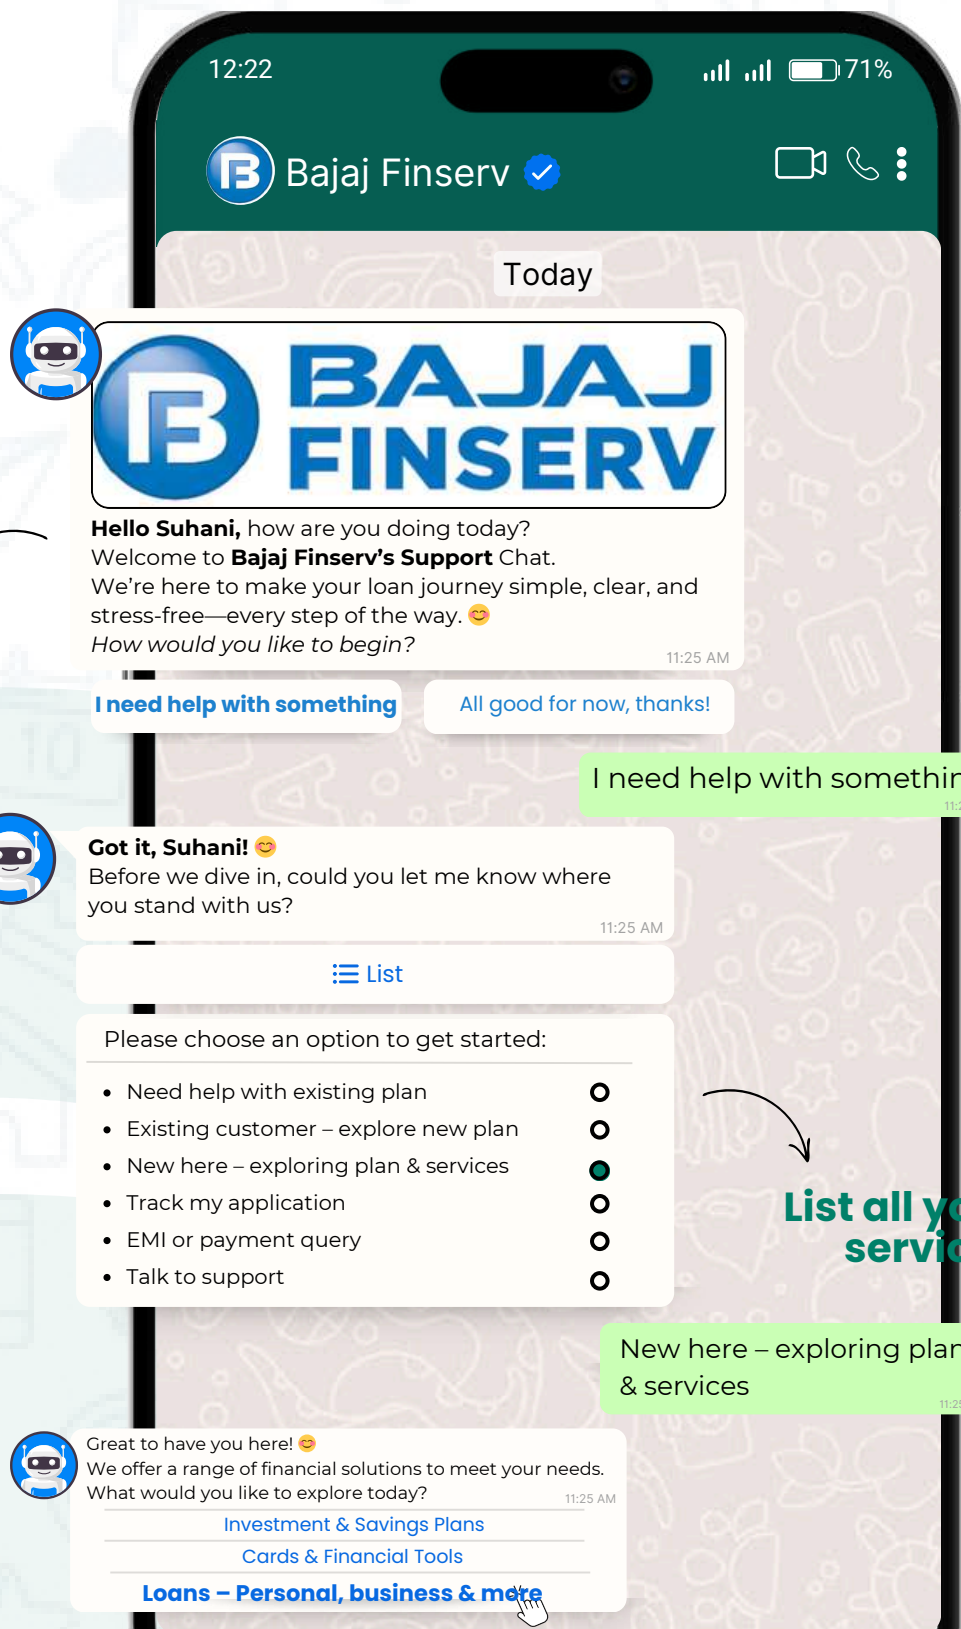 12:22
71%
Bajaj Finserv
Today
BAJAJ
FINSERV
Hello Suhani, how are you doing today?
Welcome to Bajaj Finserv’s Support Chat.
We’re here to make your loan journey simple, clear, and
stress-free—every step of the way. 😊
How would you like to begin?
11:25 AM
I need help with something
All good for now, thanks!
I need help with
Got it, Suhani! 😊
Before we dive in, could you let me know where
you stand with us?
11:25 AM
List
Please choose an option to get started:
• Need help with existing plan
• Existing customer – explore new plan
• New here – exploring plan & services
• Track my application
• EMI or payment query
• Talk to support
List all
New here – exploring plan
& services
Great to have you here! 😊
We offer a range of financial solutions to meet your needs.
What would you like to explore today?
11:25 AM
Investment & Savings Plans
Cards & Financial Tools
Loans – Personal, business & more